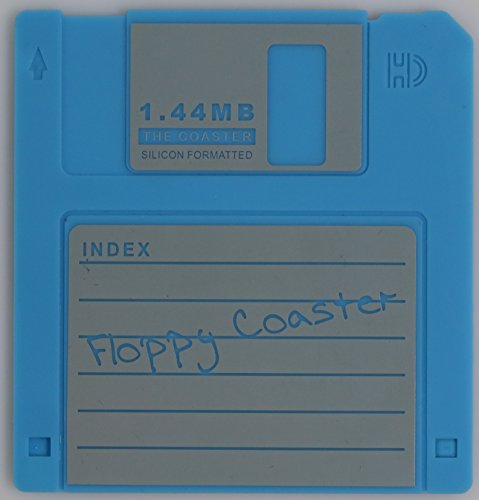 HD
1.44MB
THE COASTER
SILICON FORMATTED
INDEX
Floppy Coaster